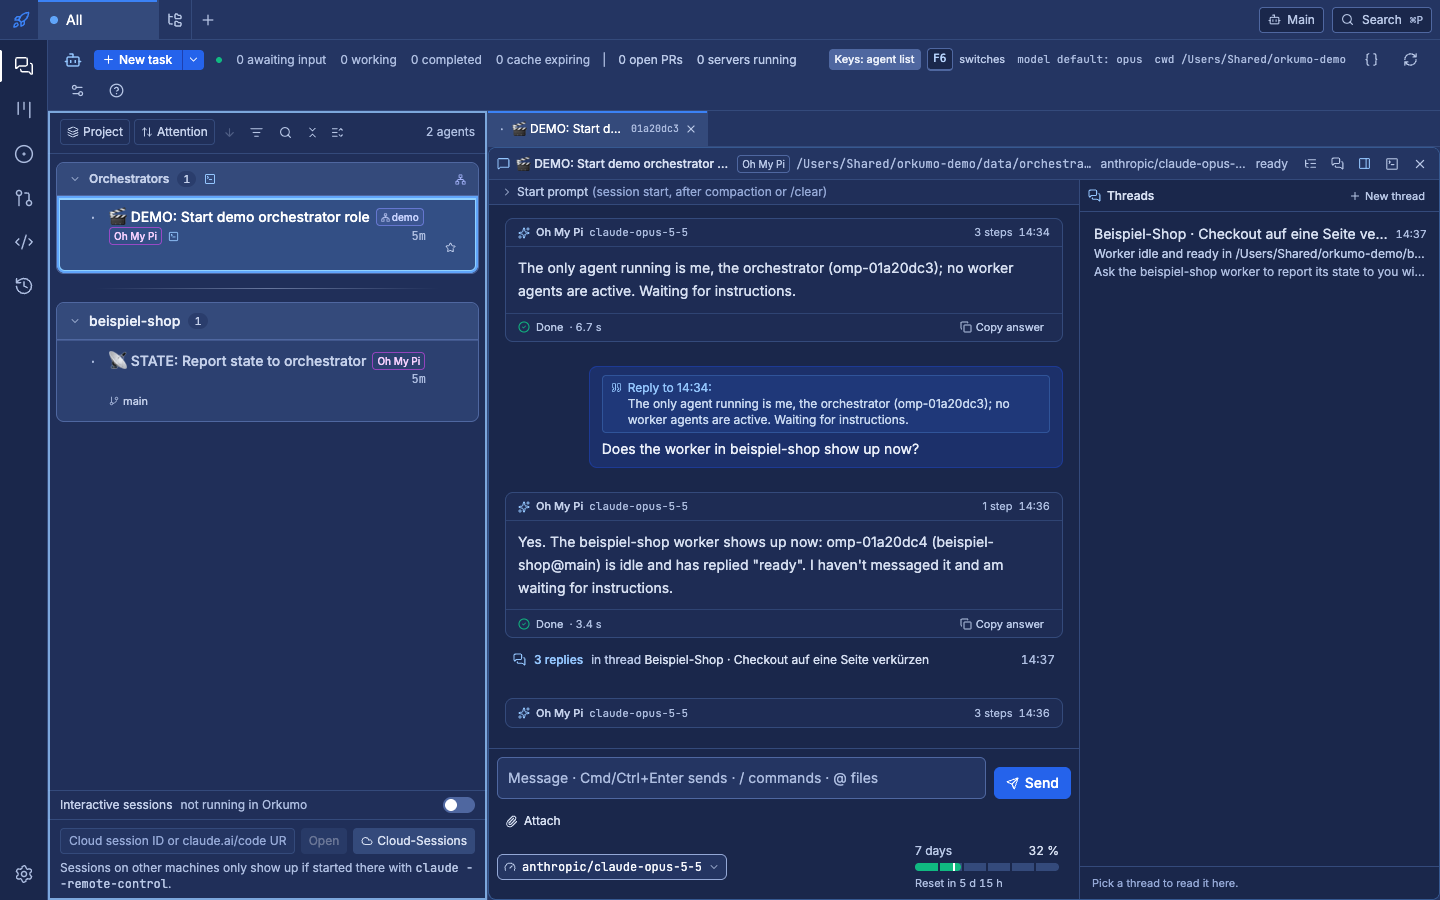 All
Main
Search ⌘P
New task
0 awaiting input 0 working 0 completed 0 cache expiring | 0 open PRs 0 servers running
Keys: agent list F6 switches model default: opus cwd /Users/Shared/orkumo-demo
Project Attention 2 agents
Orchestrators 1
DEMO: Start demo orchestrator role demo
Oh My Pi 5m
beispiel-shop 1
STATE: Report state to orchestrator Oh My Pi
5m
main
Interactive sessions not running in Orkumo
Cloud session ID or claude.ai/code UR Open Cloud-Sessions
Sessions on other machines only show up if started there with claude -
-remote-control.
DEMO: Start d... 01a20dc3
DEMO: Start demo orchestrator ... Oh My Pi /Users/Shared/orkumo-demo/data/orchestra… anthropic/claude-opus-... ready
Start prompt (session start, after compaction or /clear)
Oh My Pi claude-opus-5-5 3 steps 14:34
The only agent running is me, the orchestrator (omp-01a20dc3); no worker
agents are active. Waiting for instructions.
Done · 6.7 s Copy answer
Reply to 14:34:
The only agent running is me, the orchestrator (omp-01a20dc3); no
worker agents are active. Waiting for instructions.
Does the worker in beispiel-shop show up now?
Oh My Pi claude-opus-5-5 1 step 14:36
Yes. The beispiel-shop worker shows up now: omp-01a20dc4 (beispiel-
shop@main) is idle and has replied "ready". I haven't messaged it and am
waiting for instructions.
Done · 3.4 s Copy answer
3 replies in thread Beispiel-Shop · Checkout auf eine Seite verkürzen 14:37
Oh My Pi claude-opus-5-5 3 steps 14:36
Message · Cmd/Ctrl+Enter sends · / commands · @ files
Send
Attach
anthropic/claude-opus-5-5
7 days 32 %
Reset in 5 d 15 h
Threads New thread
Beispiel-Shop · Checkout auf eine Seite ve... 14:37
Worker idle and ready in /Users/Shared/orkumo-demo/b...
Ask the beispiel-shop worker to report its state to you wi...
Pick a thread to read it here.